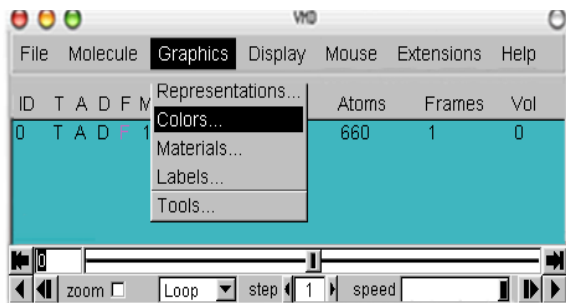 VMD
File Molecule Graphics Display Mouse Extensions Help
Representations...
ID T A D F M Atoms Frames Vol
Colors...
0 T A D F 1 660 1 0
Materials...
Labels...
Tools...
0
zoom Loop step 1 speed